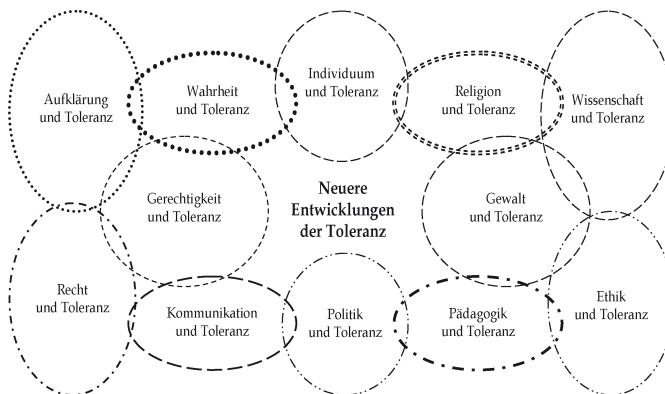 Aufklärung
und Toleranz
Wahrheit
und Toleranz
Individuum
und Toleranz
Religion
und Toleranz
Wissenschaft
und Toleranz
Gerechtigkeit
und Toleranz
Neuere
Entwicklungen
der Toleranz
Gewalt
und Toleranz
Recht
und Toleranz
Kommunikation
und Toleranz
Politik
und Toleranz
Pädagogik
und Toleranz
Ethik
und Toleranz